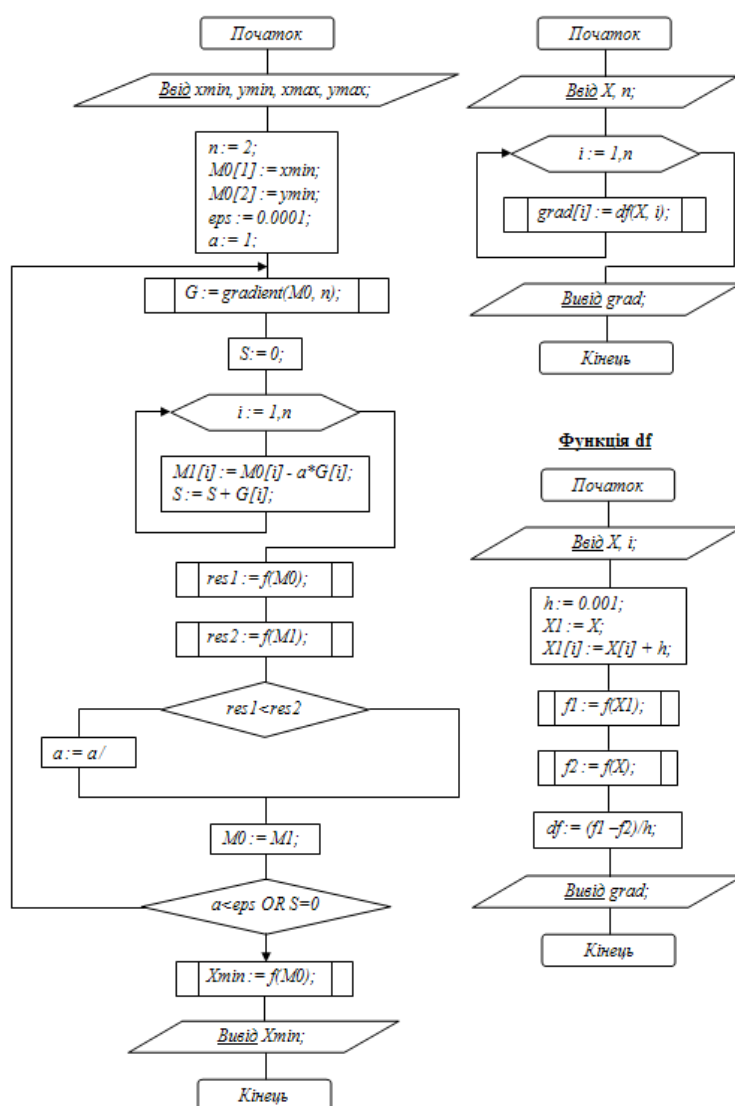 Початок
Ввід xmin, ymin, xmax, ymax;
n := 2;
M0[1] := xmin;
M0[2] := ymin;
eps := 0.0001;
a := 1;
G := gradient(M0, n);
S := 0;
i := 1,n
M1[i] := M0[i] - a*G[i];
S := S + G[i];
res1 := f(M0);
res2 := f(M1);
res1<res2
a := a/
M0 := M1;
a<eps OR S=0
Xmin := f(M0);
Вивід Xmin;
Кінець
Початок
Ввід X, n;
i := 1,n
grad[i] := df(X, i);
Вивід grad;
Кінець
Функція df
Початок
Ввід X, i;
h := 0.001;
X1 := X;
X1[i] := X[i] + h;
f1 := f(X1);
f2 := f(X);
df := (f1 –f2)/h;
Вивід grad;
Кінець